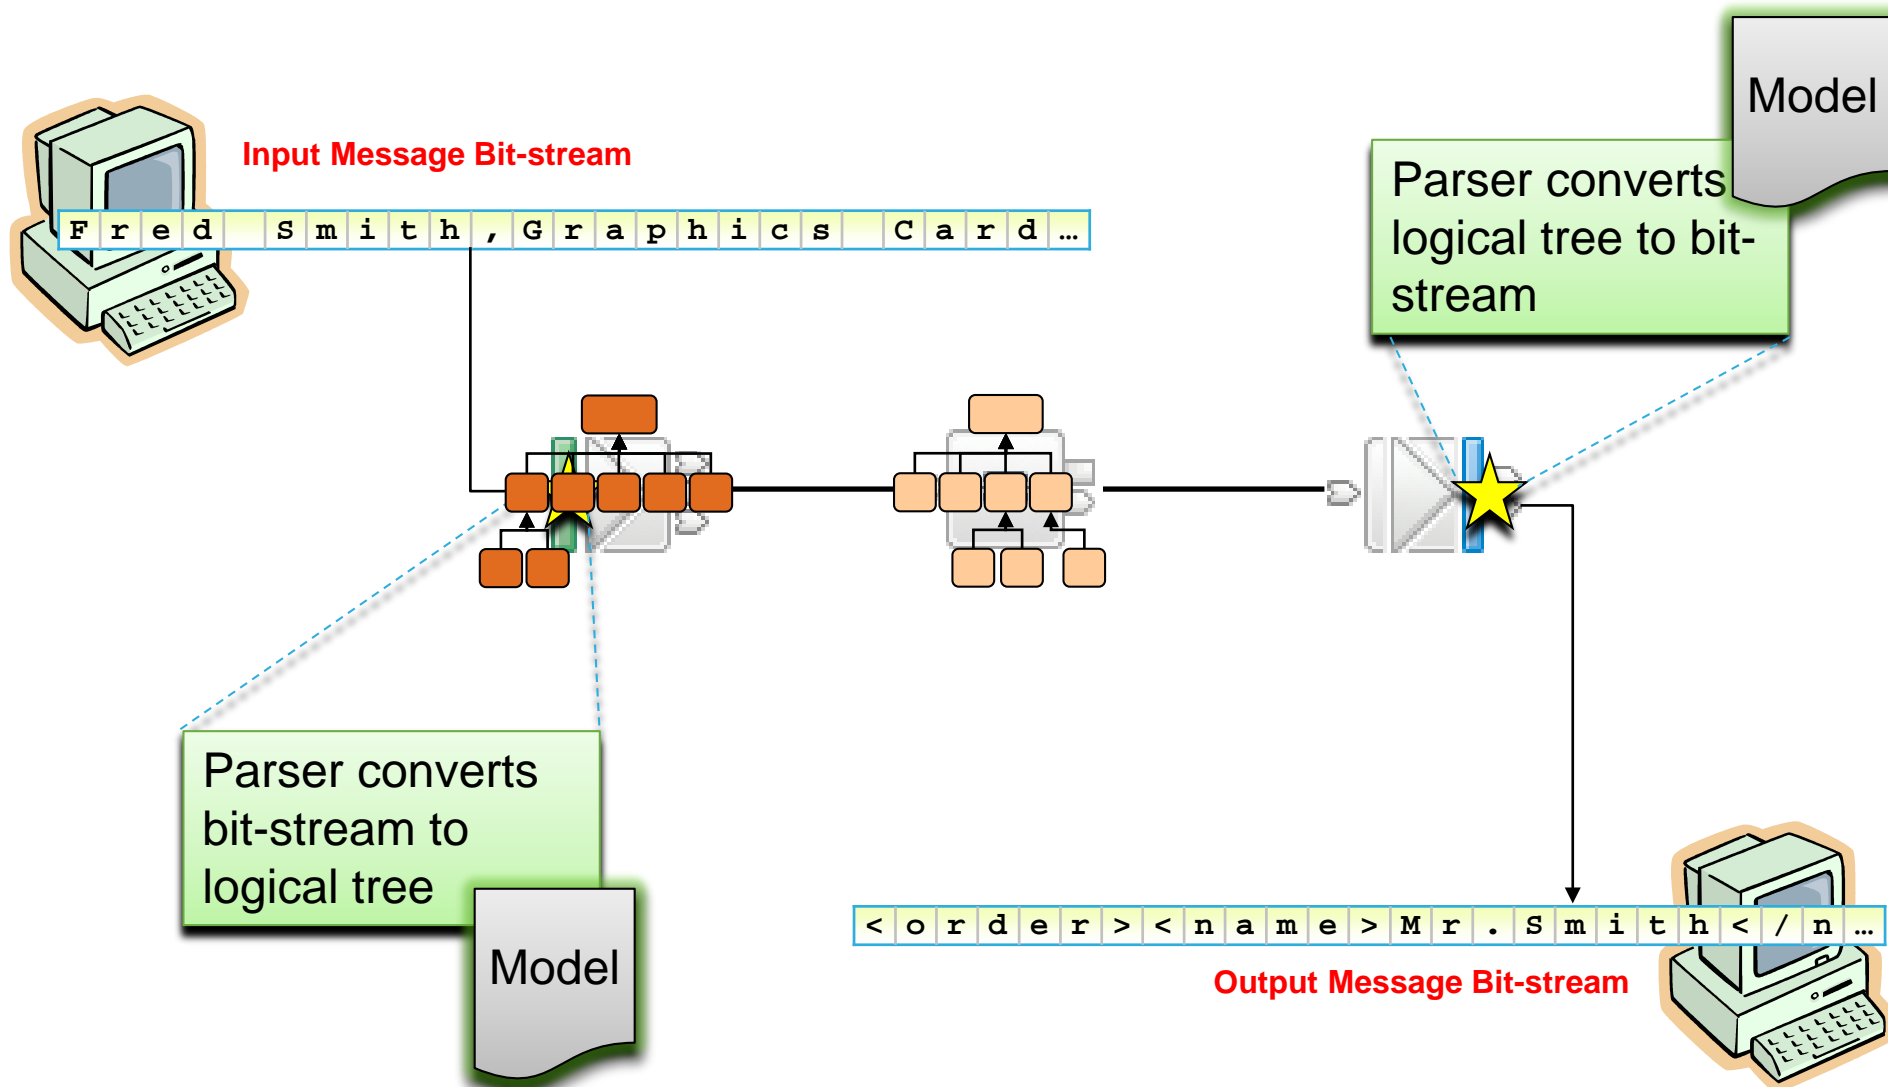 Model
Input Message Bit-stream
Parser converts
logical tree to bit-
stream
Fred Smith,Graphics Card…
Parser converts
bit-stream to
logical tree
Model
<order><name>Mr.Smith</n…
Output Message Bit-stream